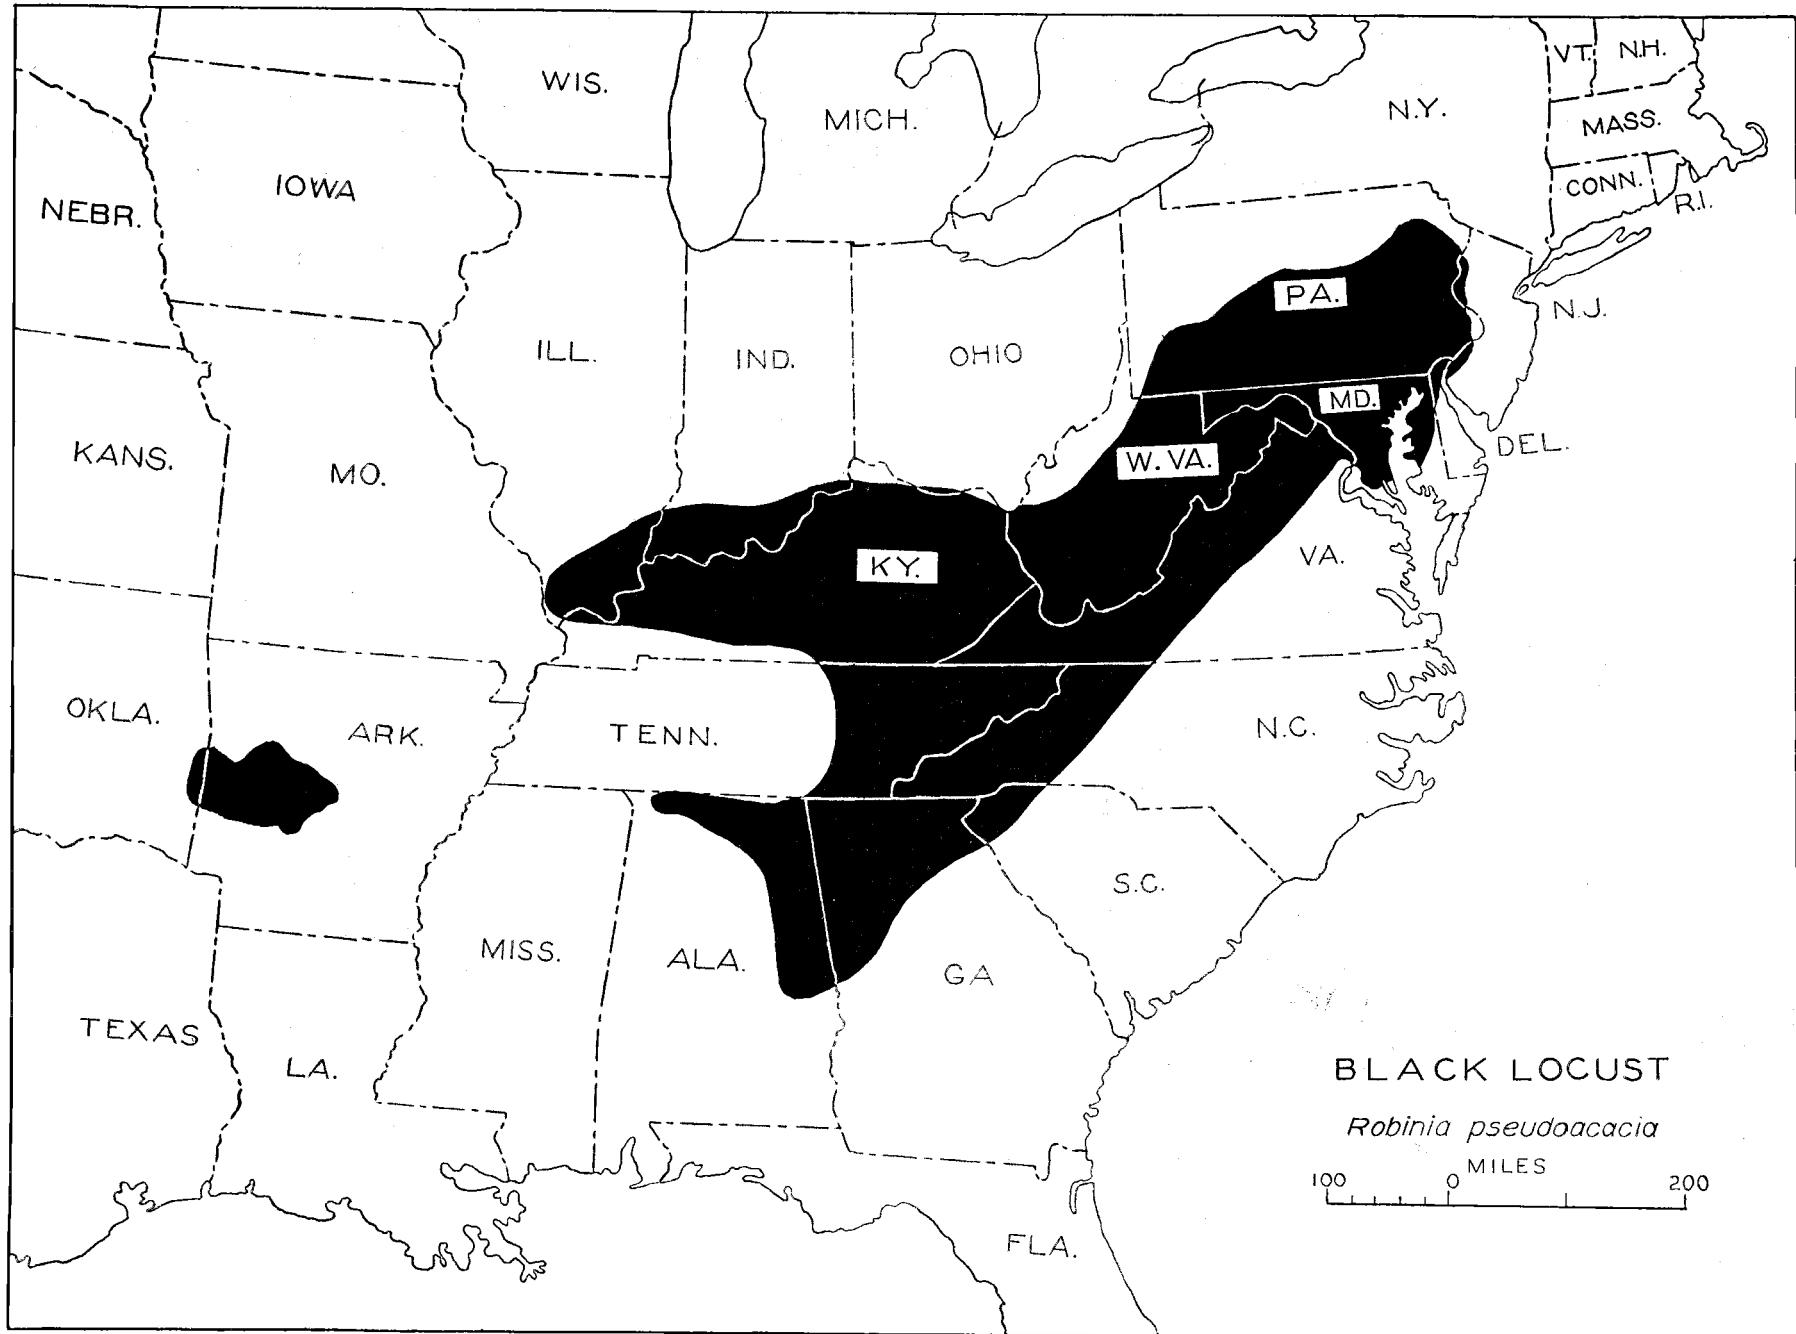 WIS.
MICH.
N.Y.
VT.
N.H.
MASS.
CONN.
R.I.
NEBR.
IOWA
ILL.
IND.
OHIO
PA.
N.J.
KANS.
MO.
W. VA.
MD.
DEL.
KY.
VA.
OKLA.
ARK.
TENN.
N.C.
S.C.
MISS.
ALA.
GA
TEXAS
LA.
FLA.
BLACK LOCUST
Robinia pseudoacacia
MILES
100 0 200